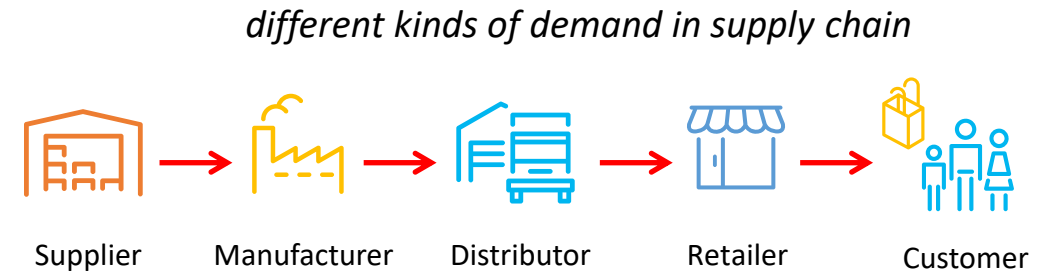 different kinds of demand in supply chain
Supplier
Manufacturer
Distributor
Retailer
Customer